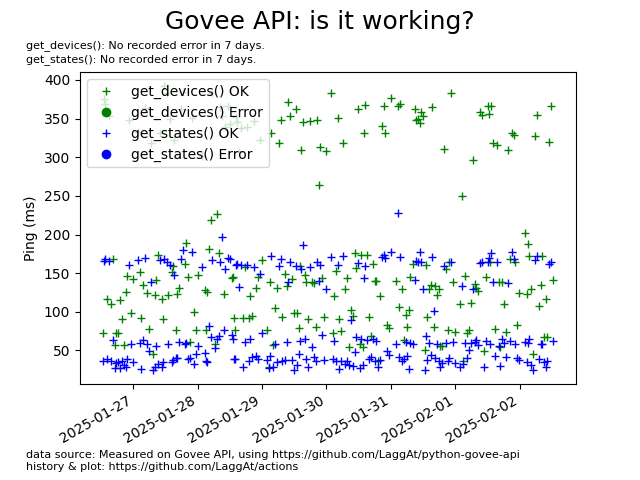 Govee API: is it working?
get_devices(): No recorded error in 7 days.
get_states(): No recorded error in 7 days.
400
350
300
250
200
150
100
50
Ping (ms)
get_devices() OK
get_devices() Error
get_states() OK
get_states() Error
2025-01-27
2025-01-28
2025-01-29
2025-01-30
2025-01-31
2025-02-01
2025-02-02
data source: Measured on Govee API, using https://github.com/LaggAt/python-govee-api
history & plot: https://github.com/LaggAt/actions